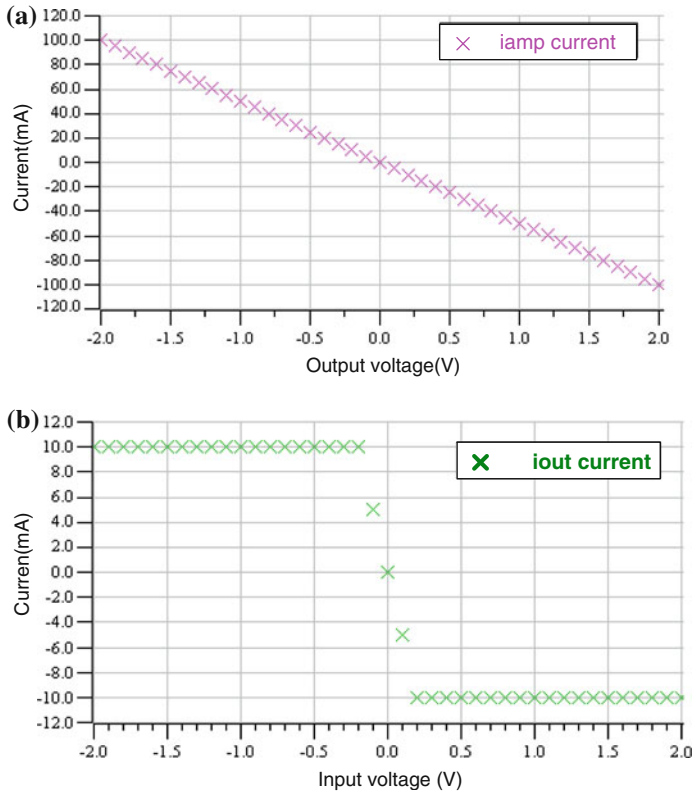 (a)
120.0
100.0
80.0
60.0
40.0
20.0
0.0
-20.0
-40.0
-60.0
-80.0
-100.0
-120.0
Current(mA)
iamp current
-2.0 -1.5 -1.0 -0.5 0.0 0.5 1.0 1.5 2.0
Output voltage(V)
(b)
12.0
10.0
8.0
6.0
4.0
2.0
0.0
-2.0
-4.0
-6.0
-8.0
-10.0
-12.0
Curren(mA)
iout current
-2.0 -1.5 -1.0 -0.5 0.0 0.5 1.0 1.5 2.0
Input voltage (V)